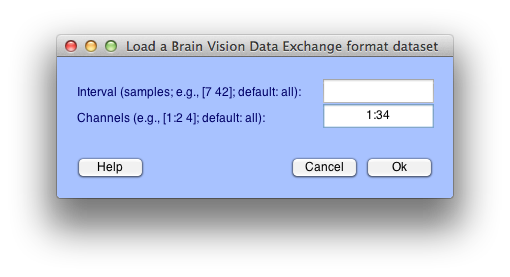 Load a Brain Vision Data Exchange format dataset
Interval (samples; e.g., [7 42]; default: all):
Channels (e.g., [1:2 4]; default: all):
1:34
Help
Cancel
Ok